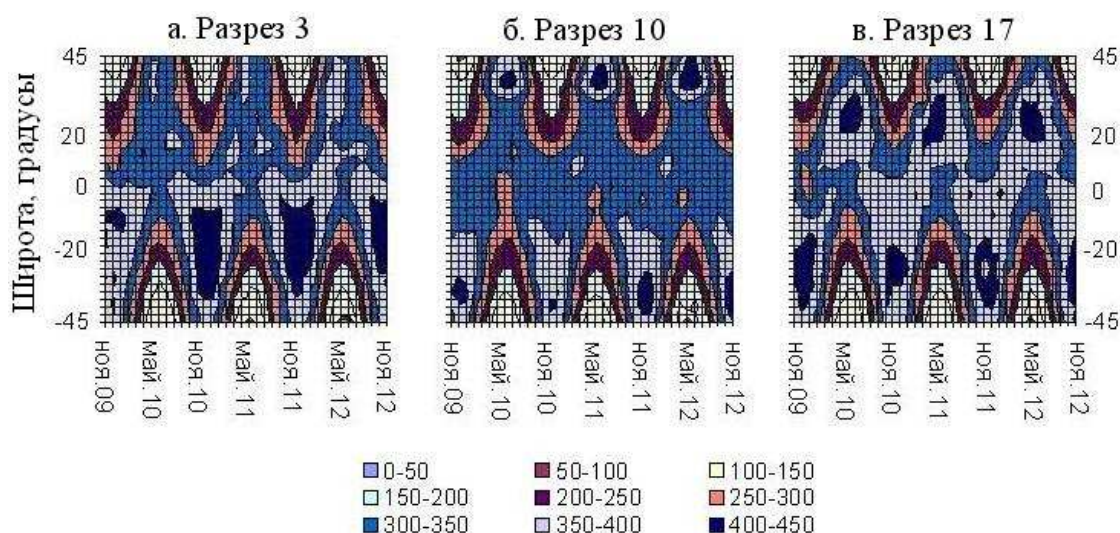 а. Разрез 3 б. Разрез 10 в. Разрез 17
Широта, градусы
45 45
20 20
0 0
-20 -20
-45 -45
ноя.09 май.10 ноя.10 май.11 ноя.11 май.12 ноя.12 ноя.09 май.10 ноя.10 май.11 ноя.11 май.12 ноя.12 ноя.09 май.10 ноя.10 май.11 ноя.11 май.12 ноя.12
0-50 50-100 100-150
150-200 200-250 250-300
300-350 350-400 400-450